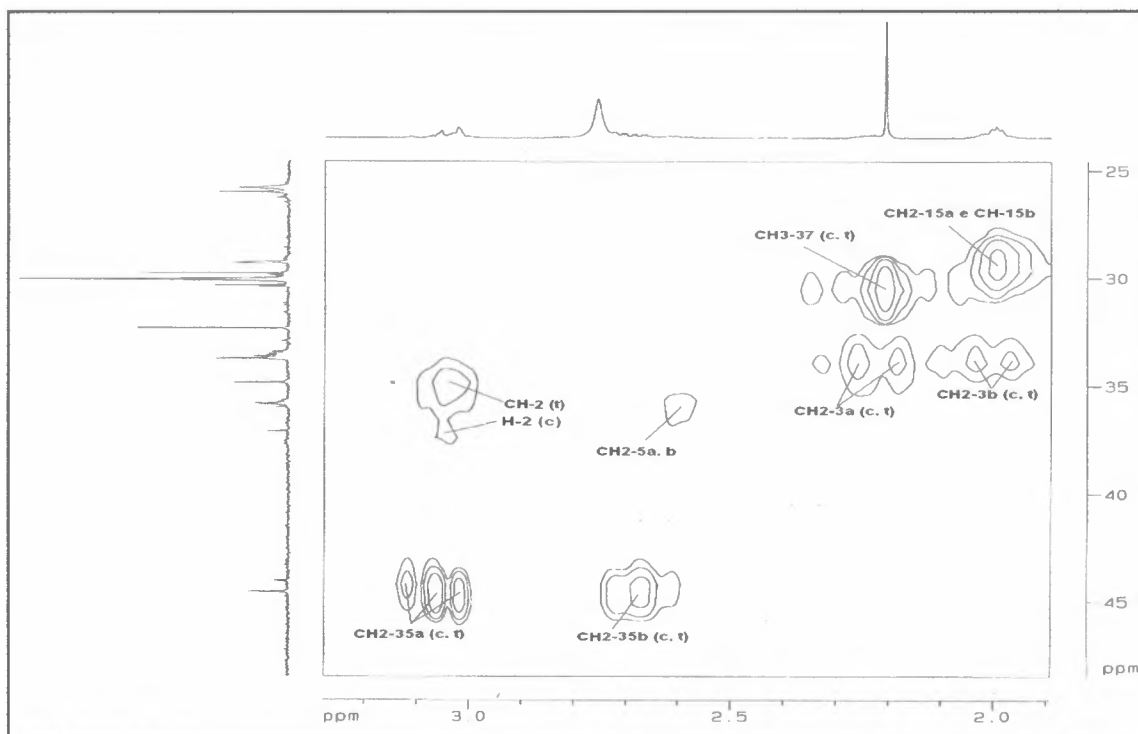 25
CH2-15a e CH-15b
CH3-37 (c. t)
30
CH-2 (t)
H-2 (c)
35
CH2-3a (c. t)
CH2-3b (c. t)
CH2-5a. b
40
45
CH2-35a (c. t)
CH2-35b (c. t)
ppm
ppm
3.0
2.5
2.0